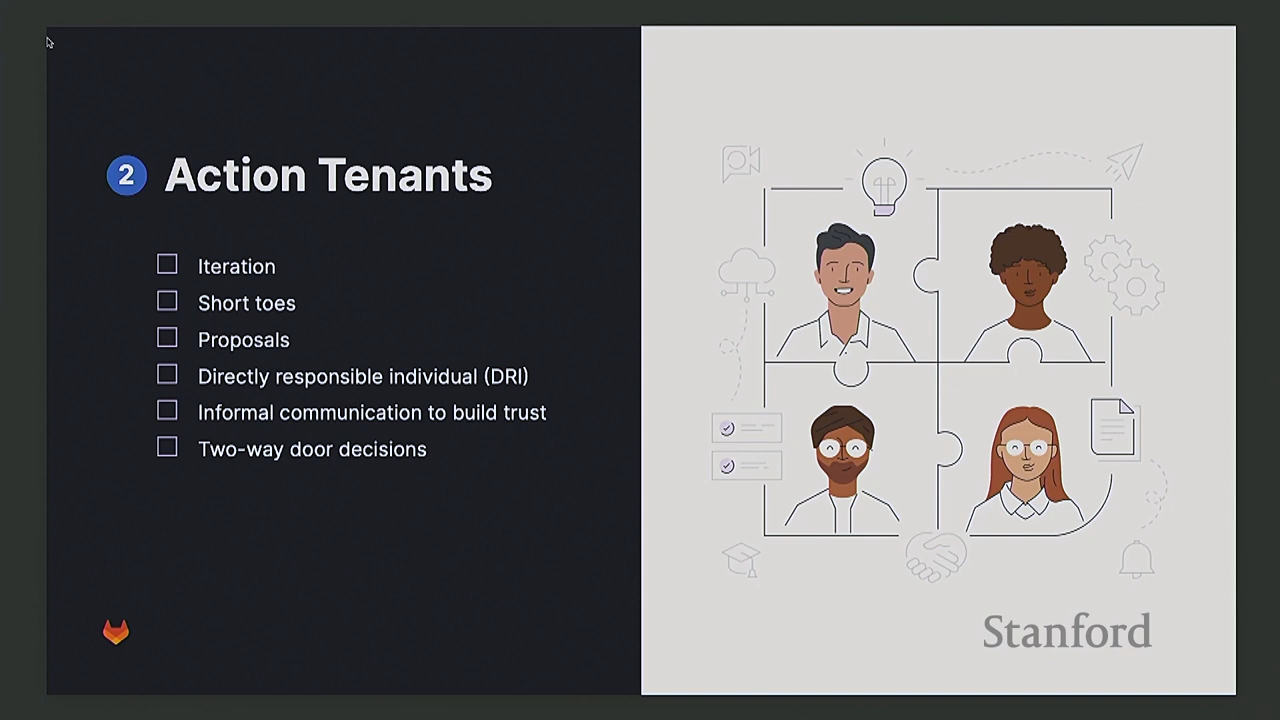 2 Action Tenants
Iteration
Short toes
Proposals
Directly responsible individual (DRI)
Informal communication to build trust
Two-way door decisions
Stanford